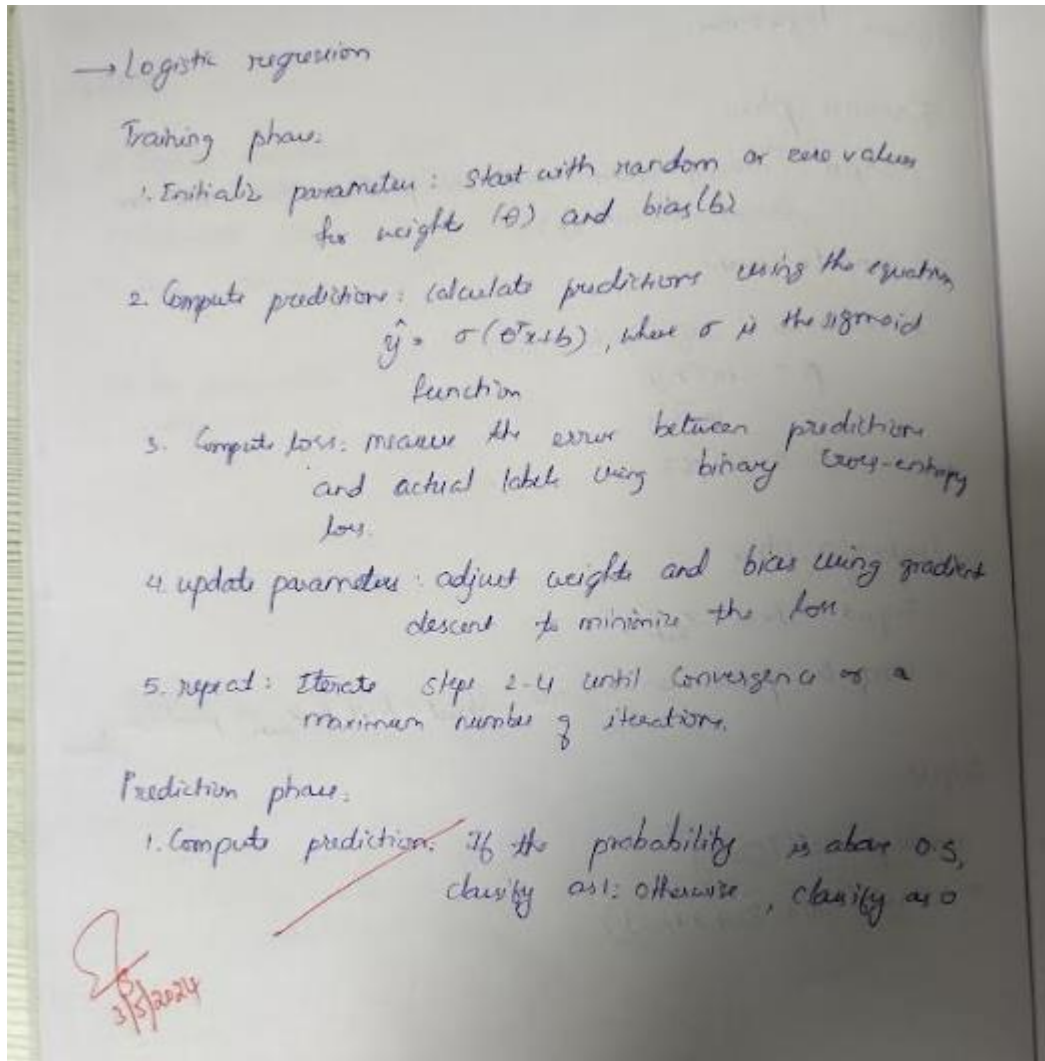 → Logistic regression
Training phase:
1. Initializ parameters : Start with random or zero values
for weights (θ) and bias(b)
2. Compute predictions : calculate predictions using the equation
ŷ = σ(θᵀx+b), where σ is the sigmoid
function
3. Compute loss: measure the error between predictions
and actual labels using binary cross-entropy
loss.
4. update parameters : adjust weights and bias using gradient
descent to minimize the loss
5. repeat : Iterate steps 2-4 until convergence or a
maximum number of iterations.
Prediction phase:
1. Compute prediction: If the probability is above 0.5,
classify as 1: otherwise, classify as 0
3/5/2024